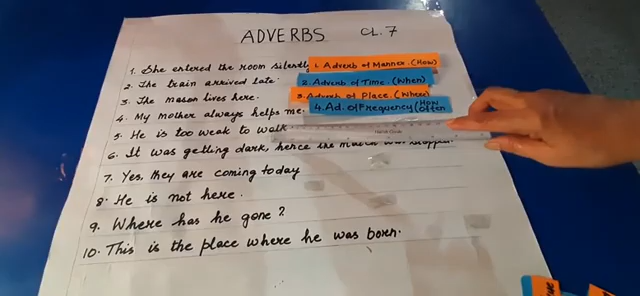 ADVERBS CL. 7
1. She entered the room silently
1. Adverb of Manner. (How)
2. The train arrived late.
2. Adverb of Time. (When)
3. The mason lives here.
3. Adverb of Place. (Where)
4. My mother always helps me.
4. Ad. of Frequency (How Often
5. He is too weak to walk
6. It was getting dark, hence the match was stopped.
7. Yes, they are coming today
8. He is not here.
9. Where has he gone?
10. This is the place where he was born.